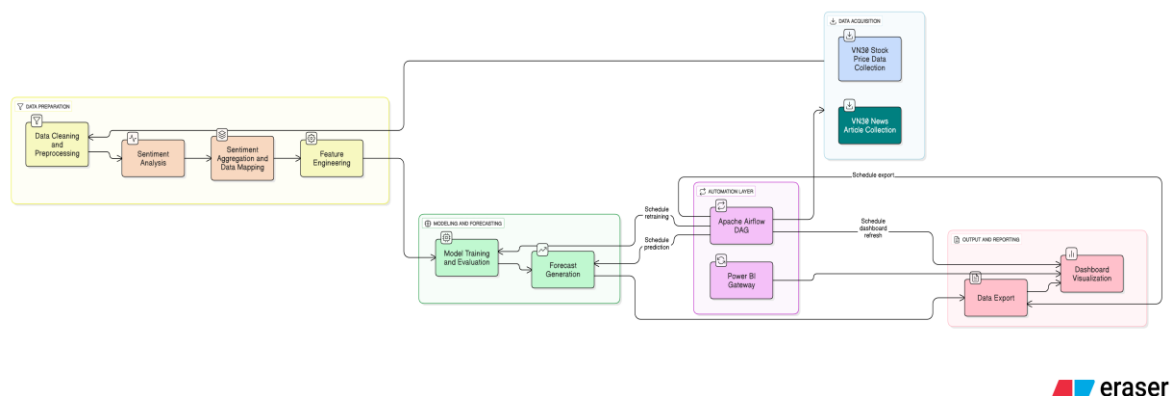 DATA ACQUISITION
VN30 Stock
Price Data
Collection
VN30 News
Article Collection
DATA PREPARATION
Data Cleaning
and
Preprocessing
Sentiment
Analysis
Sentiment
Aggregation and
Data Mapping
Feature
Engineering
Schedule export
AUTOMATION LAYER
Schedule
retraining
Apache Airflow
DAG
Schedule
prediction
Schedule
dashboard
refresh
Power BI
Gateway
MODELING AND FORECASTING
Model Training
and Evaluation
Forecast
Generation
OUTPUT AND REPORTING
Dashboard
Visualization
Data Export
eraser